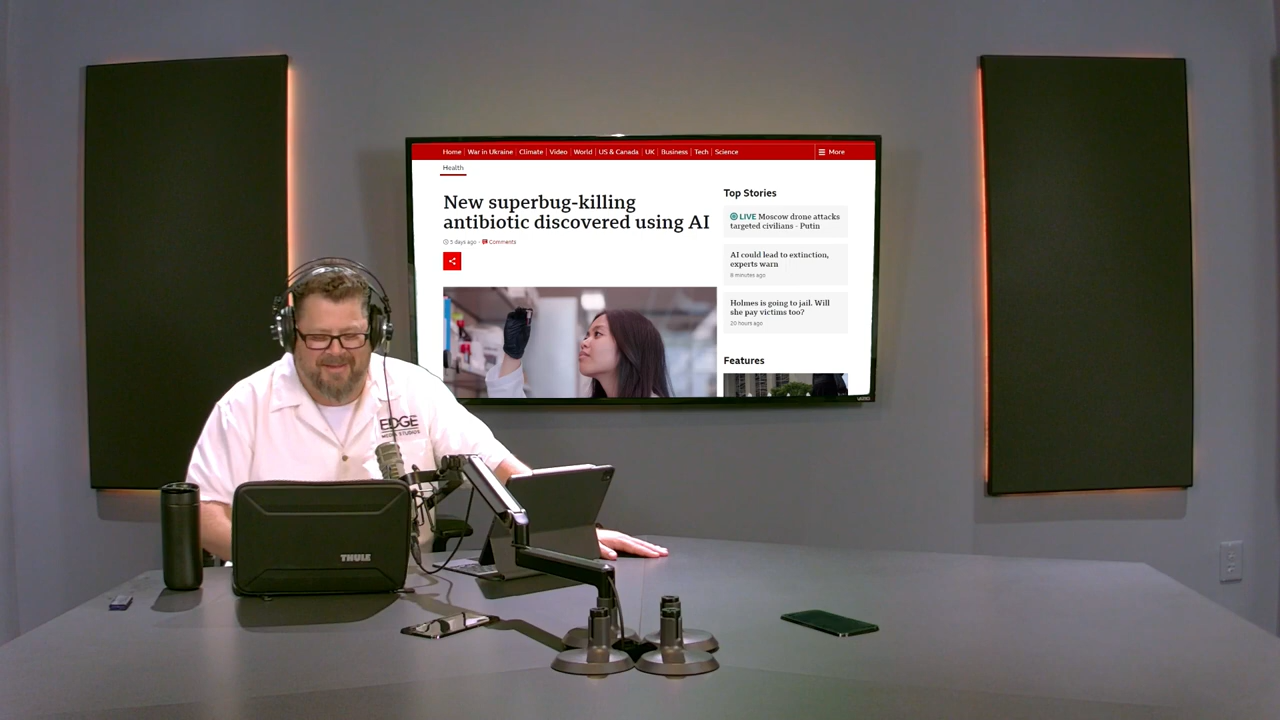 Home War in Ukraine Climate Video World US & Canada UK Business Tech Science More
Health
New superbug-killing
antibiotic discovered using AI
5 days ago - Comments
Top Stories
LIVE Moscow drone attacks
targeted civilians - Putin
AI could lead to extinction,
experts warn
8 minutes ago
Holmes is going to jail. Will
she pay victims too?
20 hours ago
Features
VIZIO
EDGE
MEDIA STUDIOS
THULE